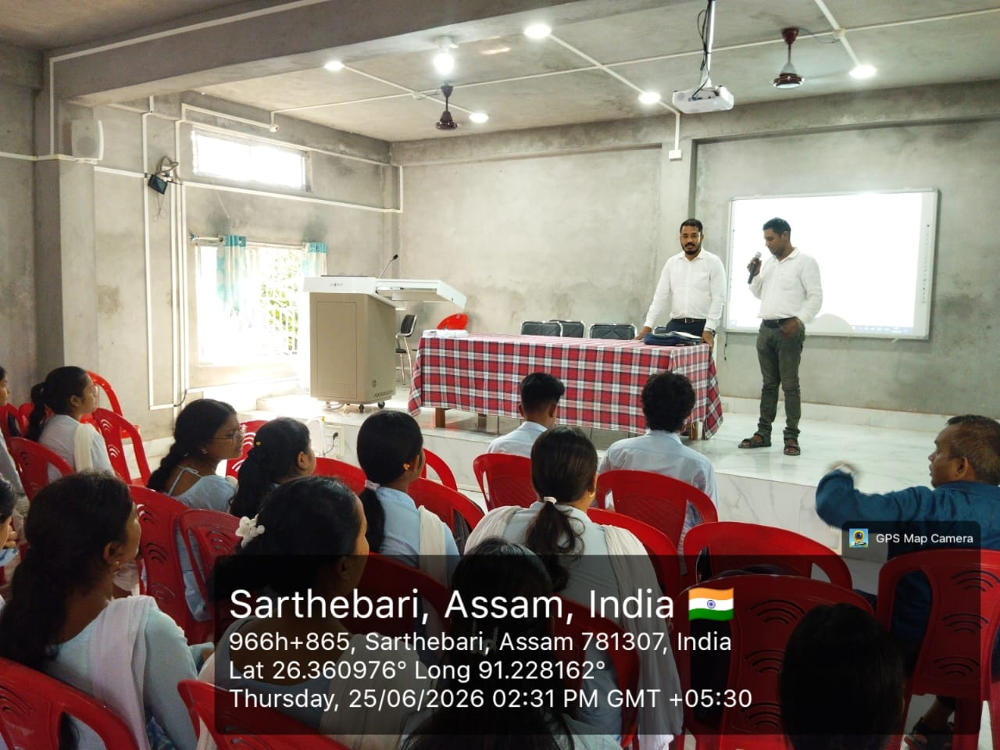 GPS Map Camera
Sarthebari, Assam, India
966h+865, Sarthebari, Assam 781307, India
Lat 26.360976° Long 91.228162°
Thursday, 25/06/2026 02:31 PM GMT +05:30